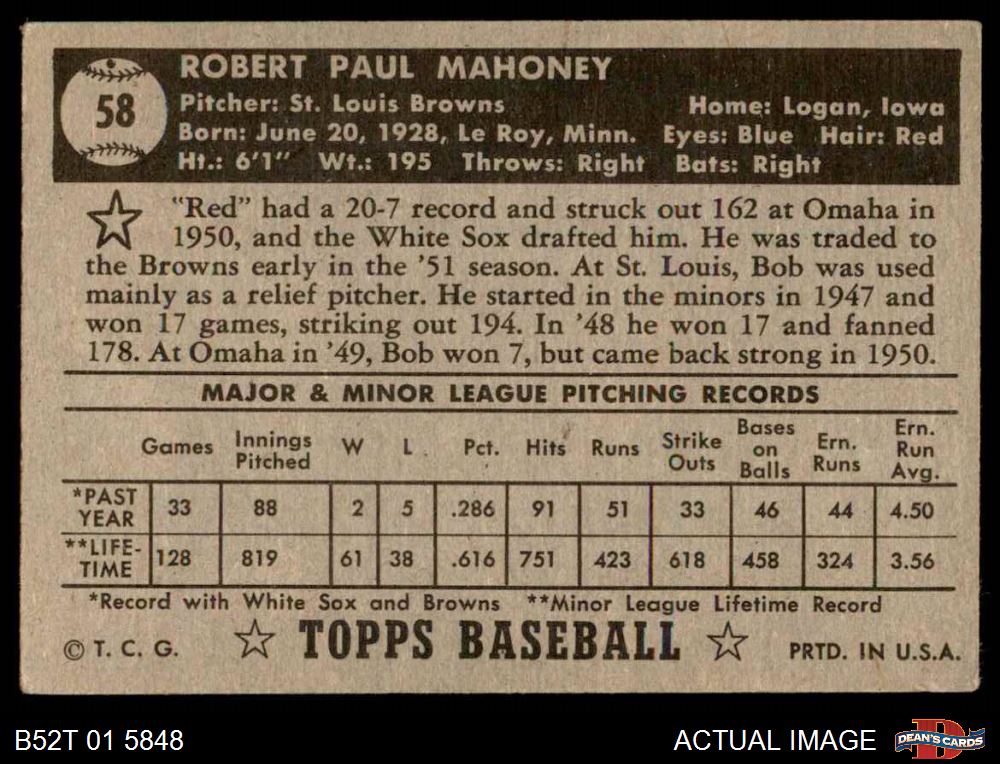 58
ROBERT PAUL MAHONEY
Pitcher: St. Louis Browns Home: Logan, Iowa
Born: June 20, 1928, Le Roy, Minn. Eyes: Blue Hair: Red
Ht.: 6'1" Wt.: 195 Throws: Right Bats: Right
"Red" had a 20-7 record and struck out 162 at Omaha in
1950, and the White Sox drafted him. He was traded to
the Browns early in the '51 season. At St. Louis, Bob was used
mainly as a relief pitcher. He started in the minors in 1947 and
won 17 games, striking out 194. In '48 he won 17 and fanned
178. At Omaha in '49, Bob won 7, but came back strong in 1950.
MAJOR & MINOR LEAGUE PITCHING RECORDS
Games Innings Pitched W L Pct. Hits Runs Strike Outs Bases on Balls Ern. Runs Ern. Run Avg.
*PAST YEAR 33 88 2 5 .286 91 51 33 46 44 4.50
**LIFE-TIME 128 819 61 38 .616 751 423 618 458 324 3.56
*Record with White Sox and Browns **Minor League Lifetime Record
© T. C. G. TOPPS BASEBALL PRTD. IN U.S.A.
B52T 01 5848 ACTUAL IMAGE DEAN'S CARDS